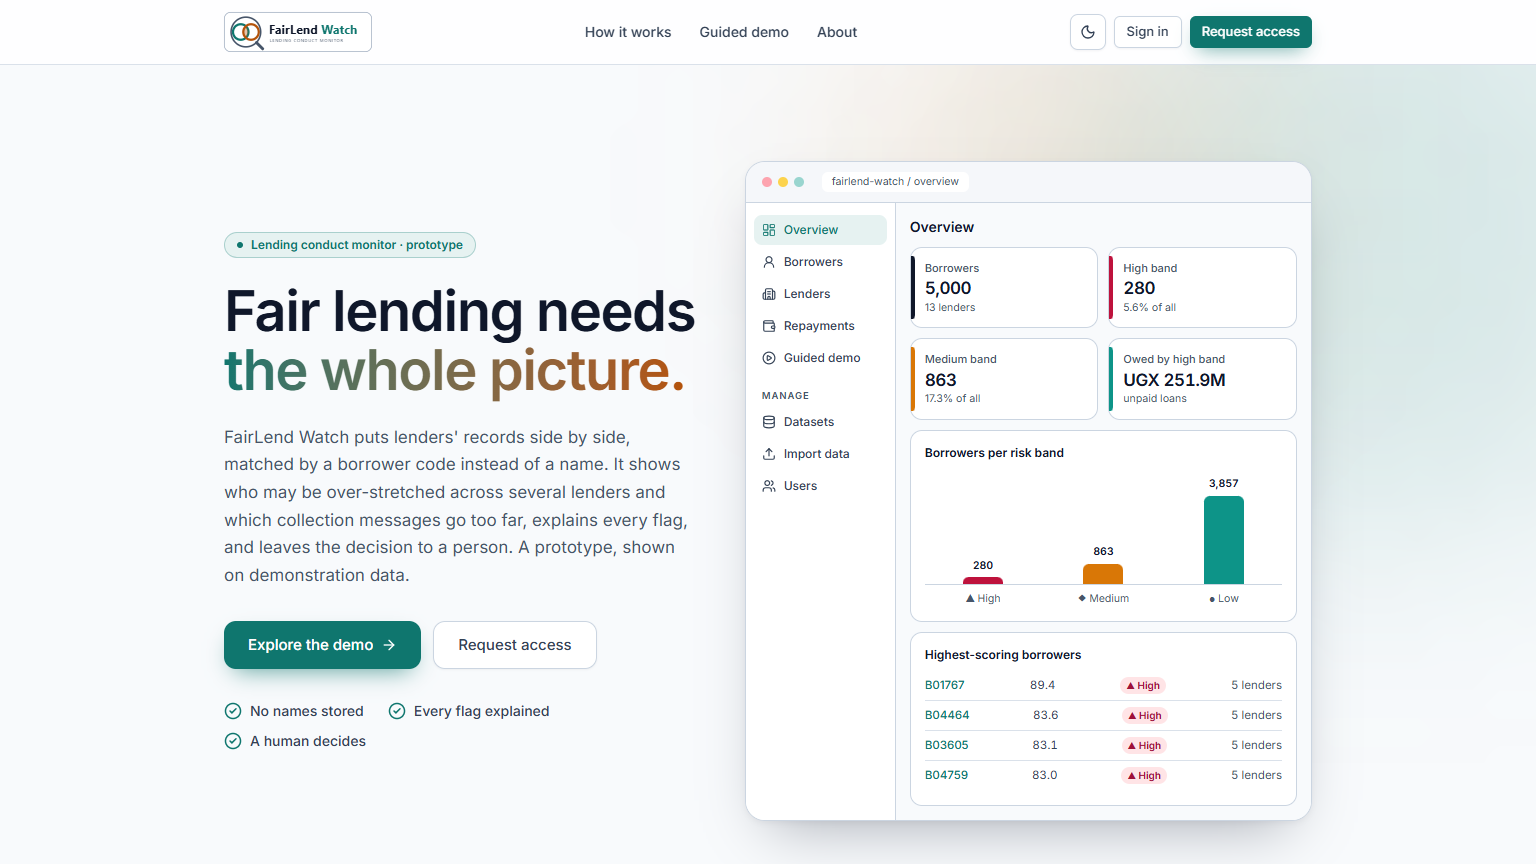 FairLend Watch
LENDING CONDUCT MONITOR
How it works
Guided demo
About
Sign in
Request access
Lending conduct monitor · prototype
Fair lending needs
the whole picture.
FairLend Watch puts lenders' records side by side,
matched by a borrower code instead of a name. It shows
who may be over-stretched across several lenders and
which collection messages go too far, explains every flag,
and leaves the decision to a person. A prototype, shown
on demonstration data.
Explore the demo
Request access
No names stored
Every flag explained
A human decides
fairlend-watch / overview
Overview
Borrowers
Lenders
Repayments
Guided demo
MANAGE
Datasets
Import data
Users
Overview
Borrowers
5,000
13 lenders
High band
280
5.6% of all
Medium band
863
17.3% of all
Owed by high band
UGX 251.9M
unpaid loans
Borrowers per risk band
280
863
3,857
▲ High
◆ Medium
● Low
Highest-scoring borrowers
B01767 89.4 ▲ High 5 lenders
B04464 83.6 ▲ High 5 lenders
B03605 83.1 ▲ High 5 lenders
B04759 83.0 ▲ High 5 lenders